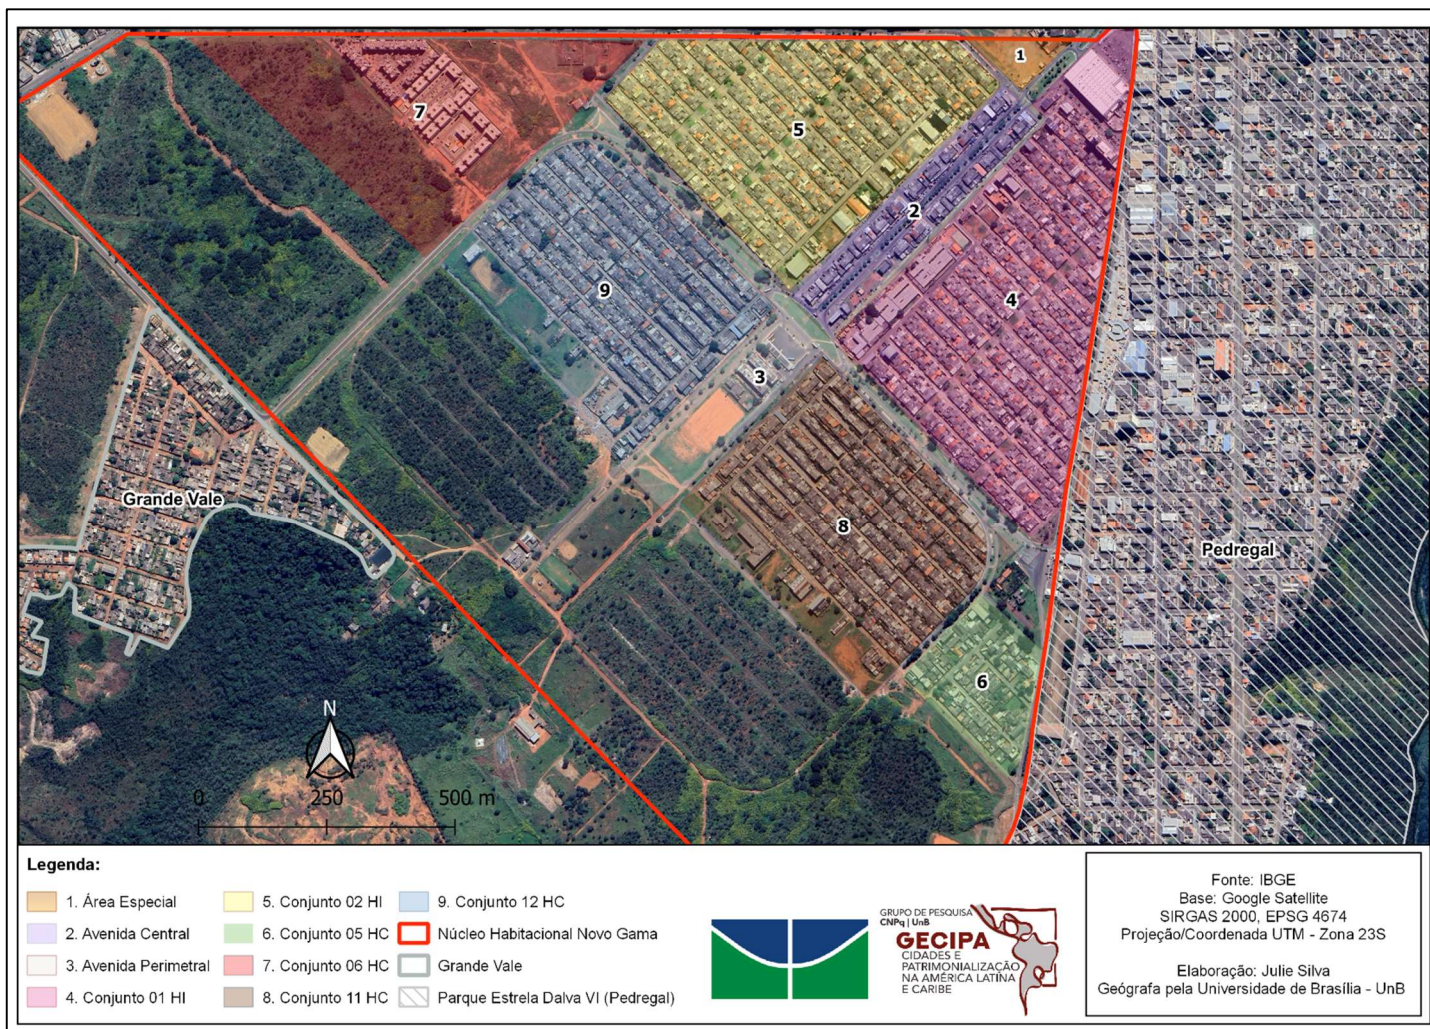 1
7
5
2
9
4
3
Grande Vale
8
Pedregal
6
N
0 250 500 m
Legenda:
1. Área Especial
2. Avenida Central
3. Avenida Perimetral
4. Conjunto 01 HI
5. Conjunto 02 HI
6. Conjunto 05 HC
7. Conjunto 06 HC
8. Conjunto 11 HC
9. Conjunto 12 HC
Núcleo Habitacional Novo Gama
Grande Vale
Parque Estrela Dalva VI (Pedregal)
GRUPO DE PESQUISA
CNPq | UnB
GECIPA
CIDADES E
PATRIMONIALIZAÇÃO
NA AMÉRICA LATINA
E CARIBE
Fonte: IBGE
Base: Google Satellite
SIRGAS 2000, EPSG 4674
Projeção/Coordenada UTM - Zona 23S
Elaboração: Julie Silva
Geógrafa pela Universidade de Brasília - UnB